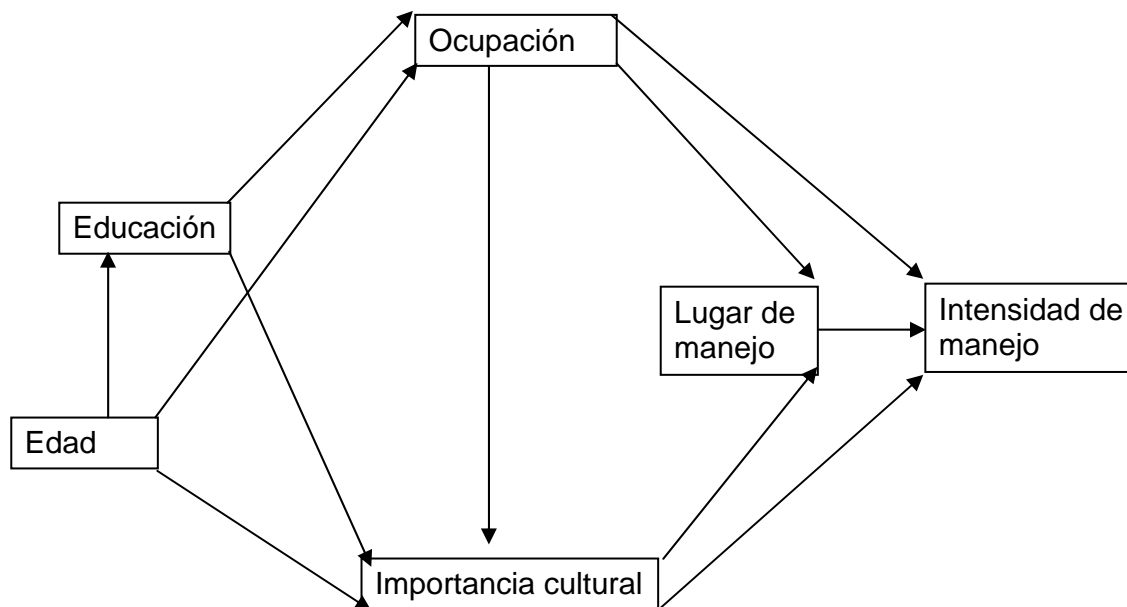 Ocupación
Educación
Lugar de
manejo
Intensidad de
manejo
Edad
Importancia cultural